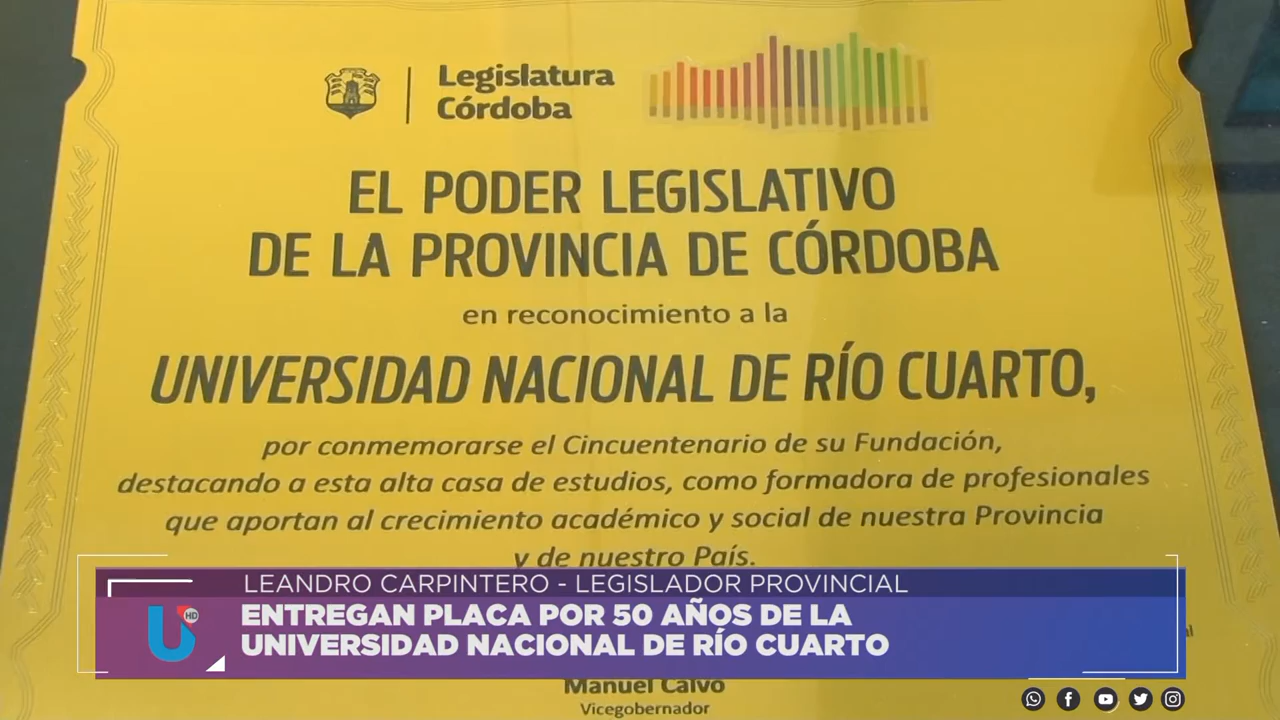 Legislatura
Córdoba
EL PODER LEGISLATIVO
DE LA PROVINCIA DE CÓRDOBA
en reconocimiento a la
UNIVERSIDAD NACIONAL DE RÍO CUARTO,
por conmemorarse el Cincuentenario de su Fundación,
destacando a esta alta casa de estudios, como formadora de profesionales
que aportan al crecimiento académico y social de nuestra Provincia
y de nuestro País.
LEANDRO CARPINTERO - LEGISLADOR PROVINCIAL
ENTREGAN PLACA POR 50 AÑOS DE LA
UNIVERSIDAD NACIONAL DE RÍO CUARTO
U HD
Manuel Calvo
Vicegobernador